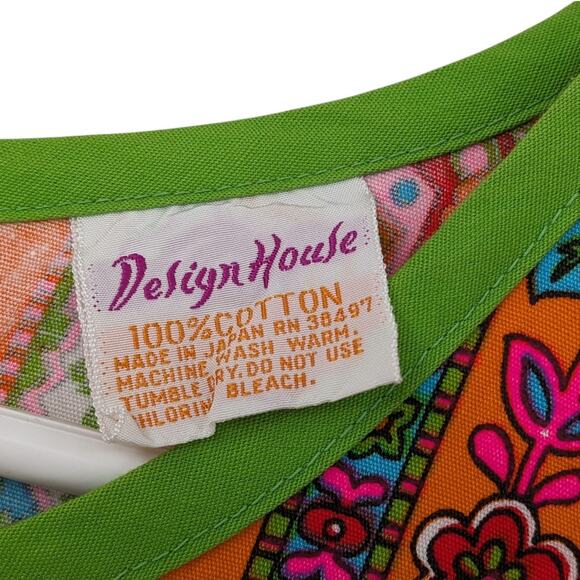 Design House
100% COTTON
MADE IN JAPAN RN 38497
MACHINE WASH WARM.
TUMBLE DRY. DO NOT USE
CHLORINE BLEACH.